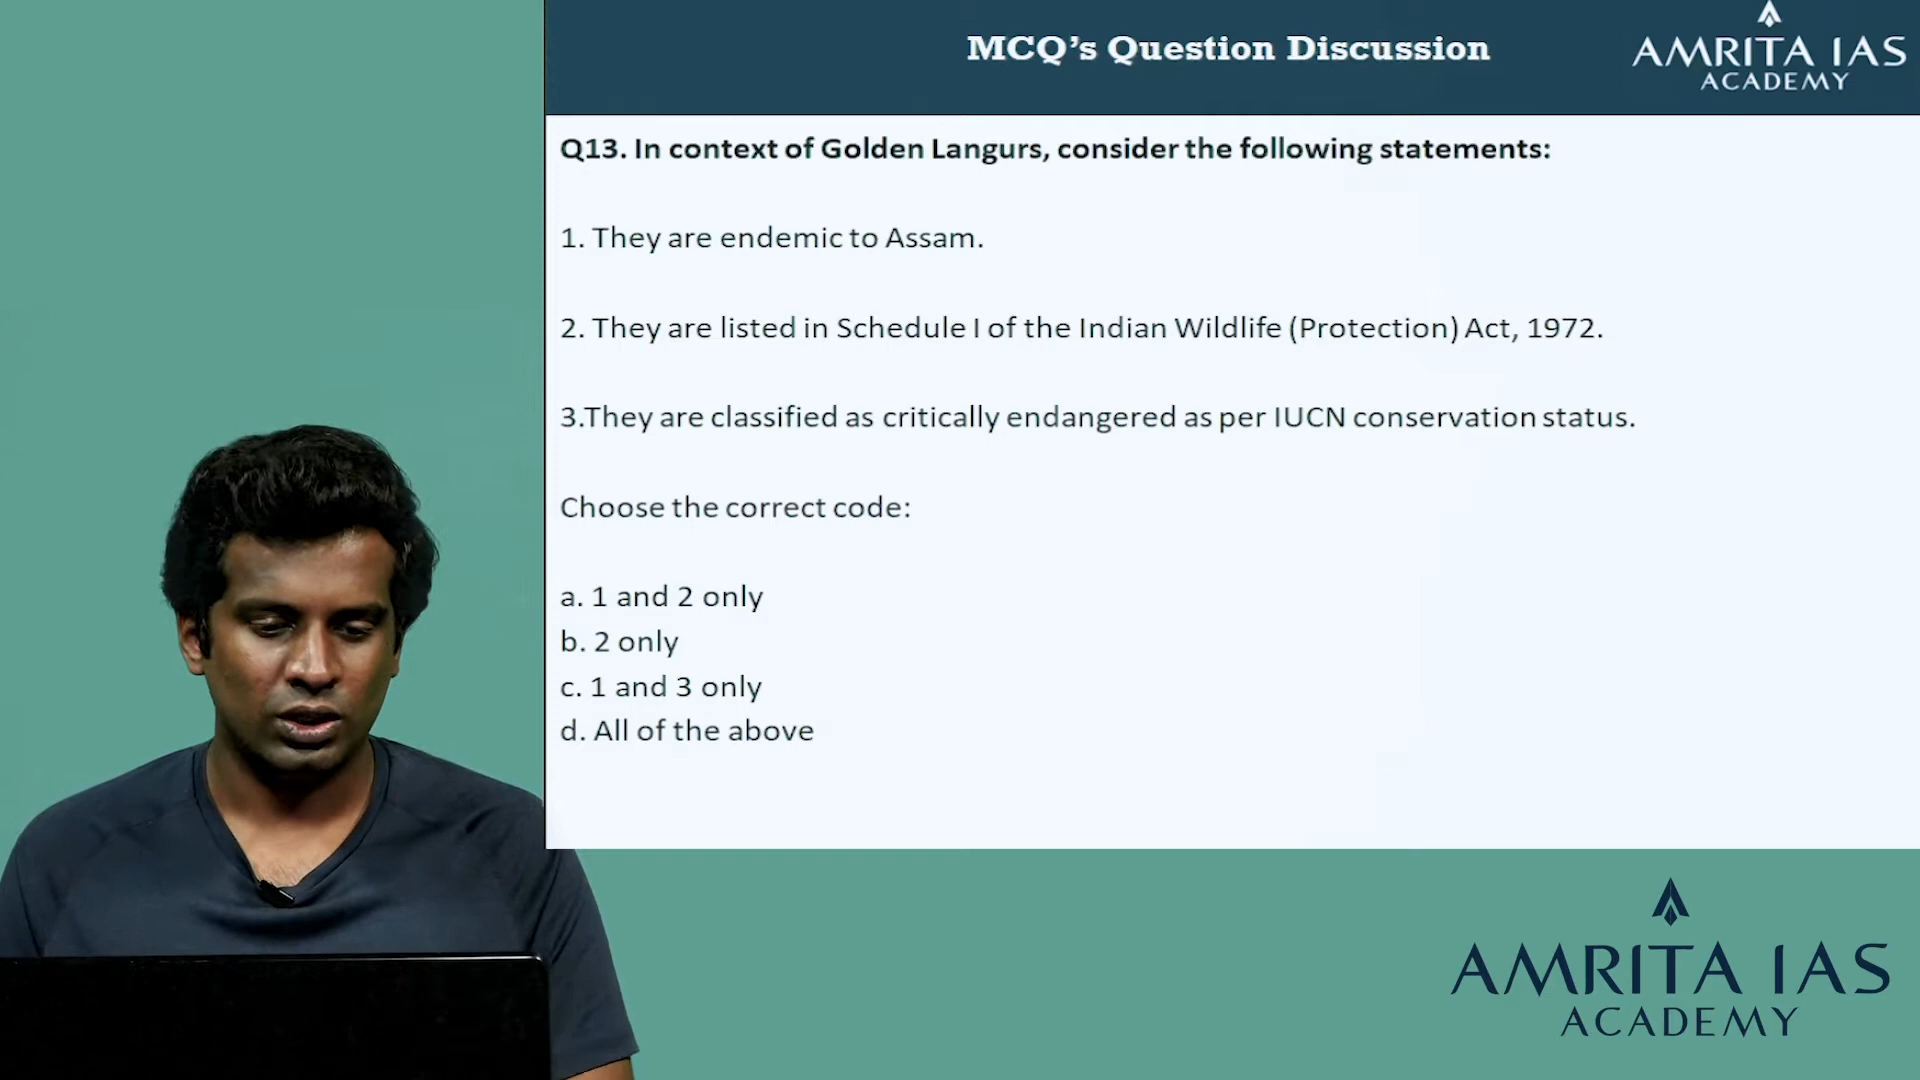 MCQ's Question Discussion
AMRITA IAS
ACADEMY
Q13. In context of Golden Langurs, consider the following statements:
1. They are endemic to Assam.
2. They are listed in Schedule I of the Indian Wildlife (Protection) Act, 1972.
3.They are classified as critically endangered as per IUCN conservation status.
Choose the correct code:
a. 1 and 2 only
b. 2 only
c. 1 and 3 only
d. All of the above
AMRITA IAS
ACADEMY